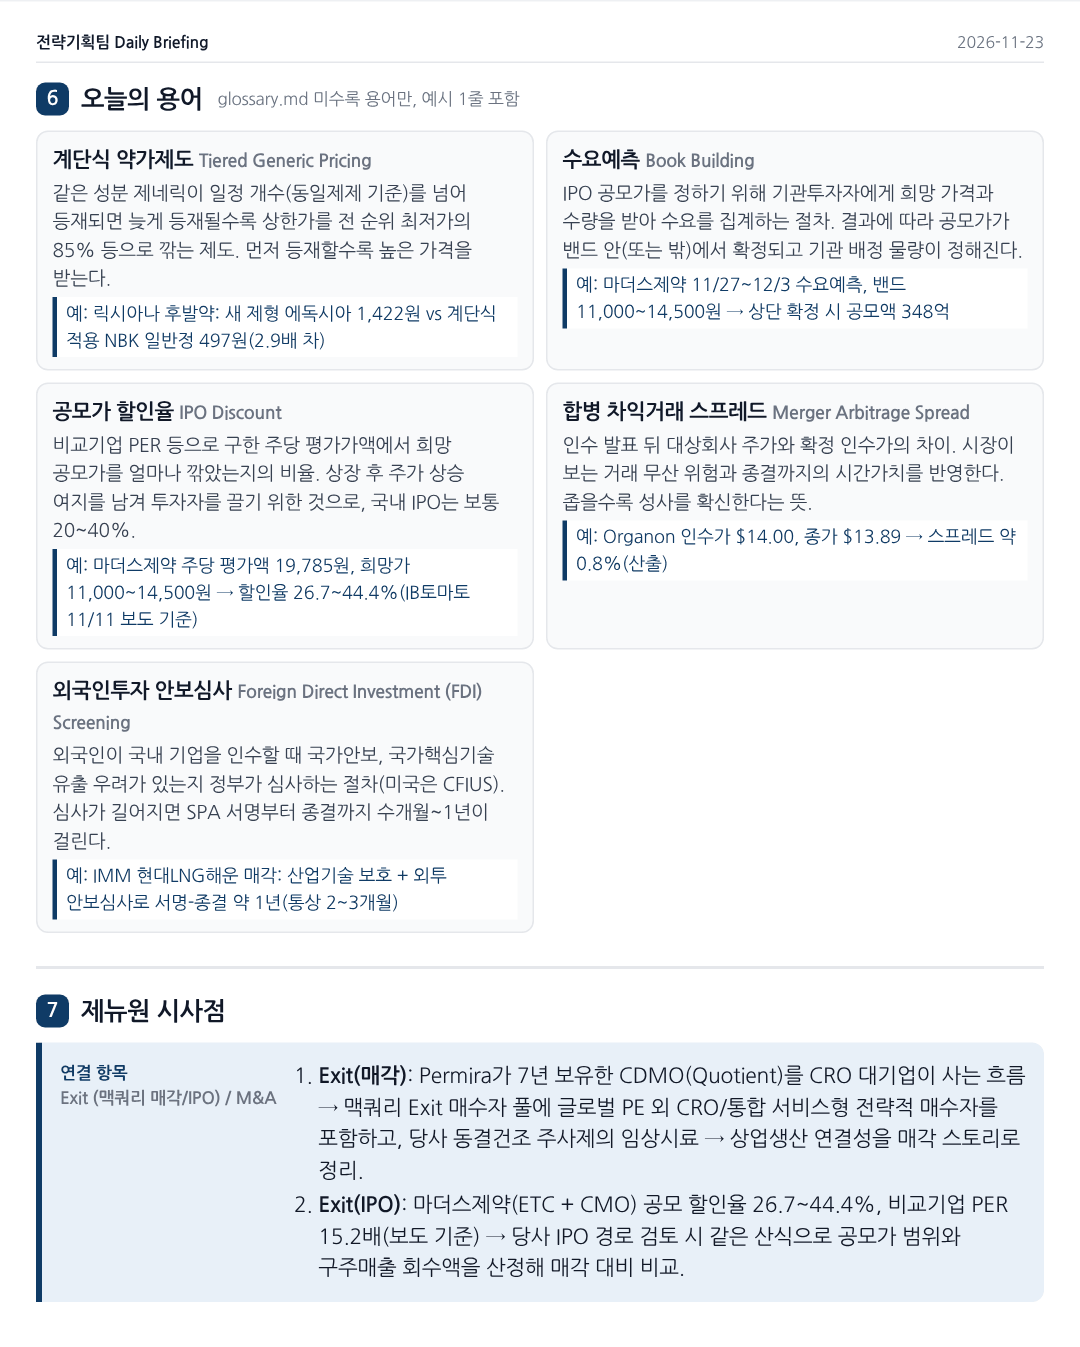 전략기획팀 Daily Briefing
2026-11-23
6 오늘의 용어 glossary.md 미수록 용어만, 예시 1줄 포함
계단식 약가제도 Tiered Generic Pricing
같은 성분 제네릭이 일정 개수(동일제제 기준)를 넘어
등재되면 늦게 등재될수록 상한가를 전 순위 최저가의
85% 등으로 깎는 제도. 먼저 등재할수록 높은 가격을
받는다.
예: 릭시아나 후발약: 새 제형 에독시아 1,422원 vs 계단식
적용 NBK 일반정 497원(2.9배 차)
수요예측 Book Building
IPO 공모가를 정하기 위해 기관투자자에게 희망 가격과
수량을 받아 수요를 집계하는 절차. 결과에 따라 공모가가
밴드 안(또는 밖)에서 확정되고 기관 배정 물량이 정해진다.
예: 마더스제약 11/27~12/3 수요예측, 밴드
11,000~14,500원 → 상단 확정 시 공모액 348억
공모가 할인율 IPO Discount
비교기업 PER 등으로 구한 주당 평가가액에서 희망
공모가를 얼마나 깎았는지의 비율. 상장 후 주가 상승
여지를 남겨 투자자를 끌기 위한 것으로, 국내 IPO는 보통
20~40%.
예: 마더스제약 주당 평가액 19,785원, 희망가
11,000~14,500원 → 할인율 26.7~44.4%(IB토마토
11/11 보도 기준)
합병 차익거래 스프레드 Merger Arbitrage Spread
인수 발표 뒤 대상회사 주가와 확정 인수가의 차이. 시장이
보는 거래 무산 위험과 종결까지의 시간가치를 반영한다.
좁을수록 성사를 확신한다는 뜻.
예: Organon 인수가 $14.00, 종가 $13.89 → 스프레드 약
0.8%(산출)
외국인투자 안보심사 Foreign Direct Investment (FDI)
Screening
외국인이 국내 기업을 인수할 때 국가안보, 국가핵심기술
유출 우려가 있는지 정부가 심사하는 절차(미국은 CFIUS).
심사가 길어지면 SPA 서명부터 종결까지 수개월~1년이
걸린다.
예: IMM 현대LNG해운 매각: 산업기술 보호 + 외투
안보심사로 서명-종결 약 1년(통상 2~3개월)
7 제뉴원 시사점
연결 항목
Exit (맥쿼리 매각/IPO) / M&A
1. Exit(매각): Permira가 7년 보유한 CDMO(Quotient)를 CRO 대기업이 사는 흐름
→ 맥쿼리 Exit 매수자 풀에 글로벌 PE 외 CRO/통합 서비스형 전략적 매수자를
포함하고, 당사 동결건조 주사제의 임상시료 → 상업생산 연결성을 매각 스토리로
정리.
2. Exit(IPO): 마더스제약(ETC + CMO) 공모 할인율 26.7~44.4%, 비교기업 PER
15.2배(보도 기준) → 당사 IPO 경로 검토 시 같은 산식으로 공모가 범위와
구주매출 회수액을 산정해 매각 대비 비교.